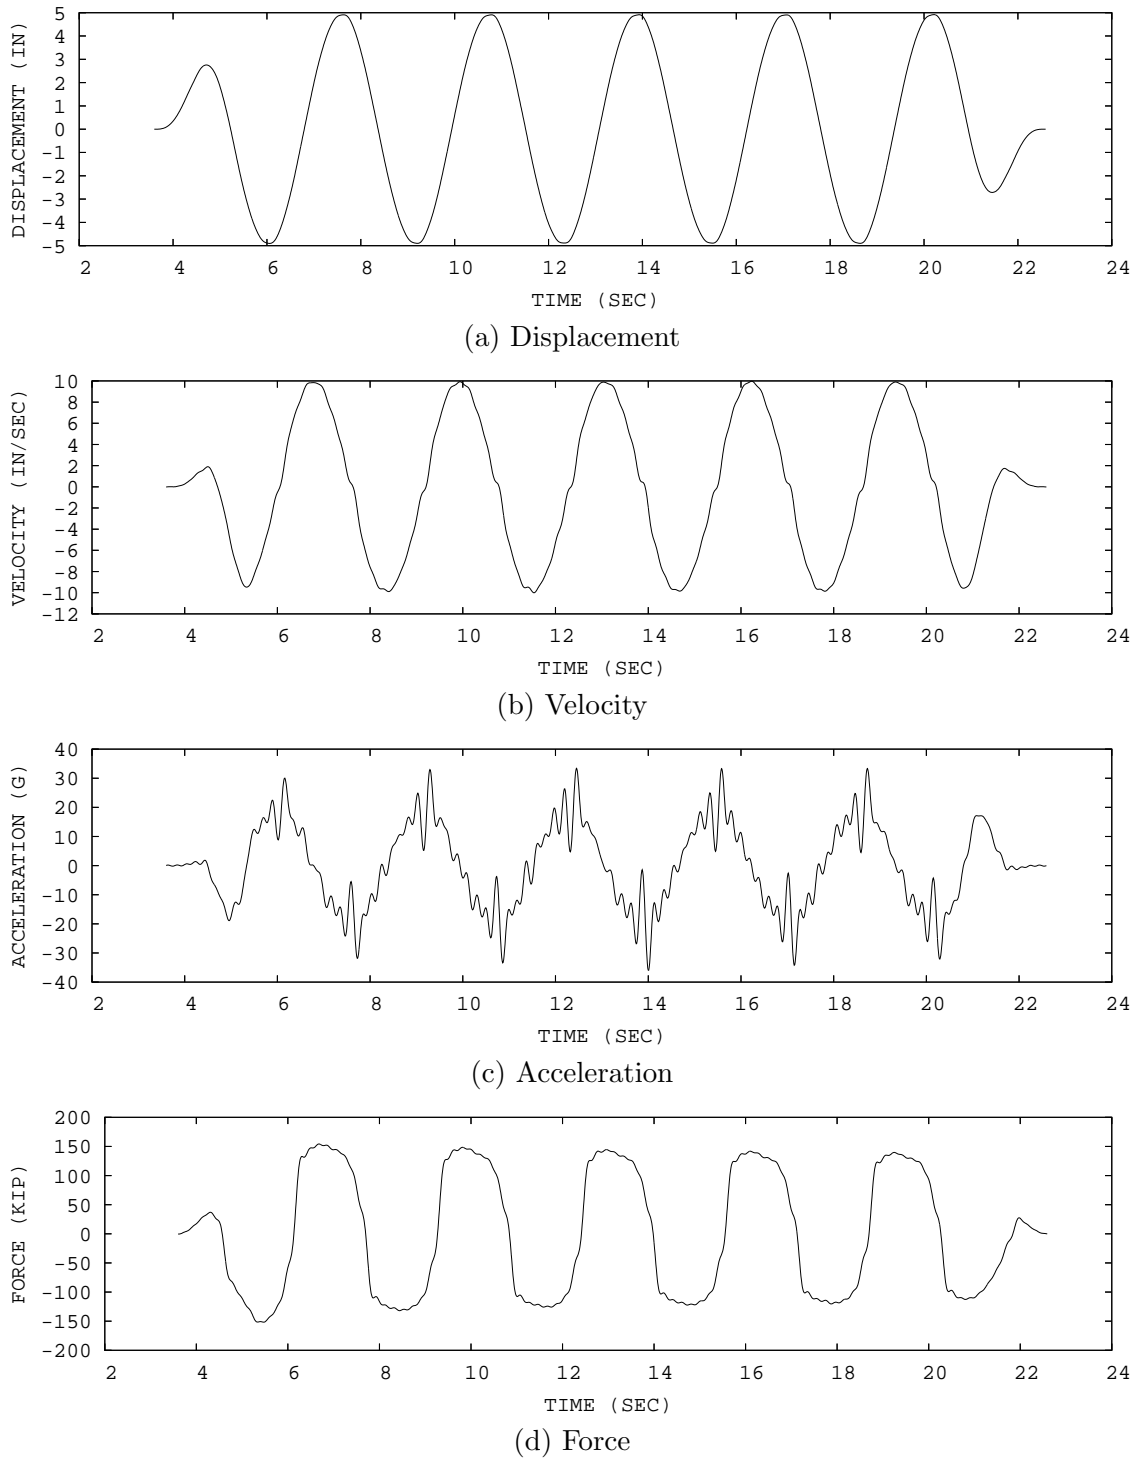 5
4
3
2
1
0
-1
-2
-3
-4
-5
DISPLACEMENT (IN)
2 4 6 8 10 12 14 16 18 20 22 24
TIME (SEC)
(a) Displacement
10
8
6
4
2
0
-2
-4
-6
-8
-10
-12
VELOCITY (IN/SEC)
2 4 6 8 10 12 14 16 18 20 22 24
TIME (SEC)
(b) Velocity
40
30
20
10
0
-10
-20
-30
-40
ACCELERATION (G)
2 4 6 8 10 12 14 16 18 20 22 24
TIME (SEC)
(c) Acceleration
200
150
100
50
0
-50
-100
-150
-200
FORCE (KIP)
2 4 6 8 10 12 14 16 18 20 22 24
TIME (SEC)
(d) Force